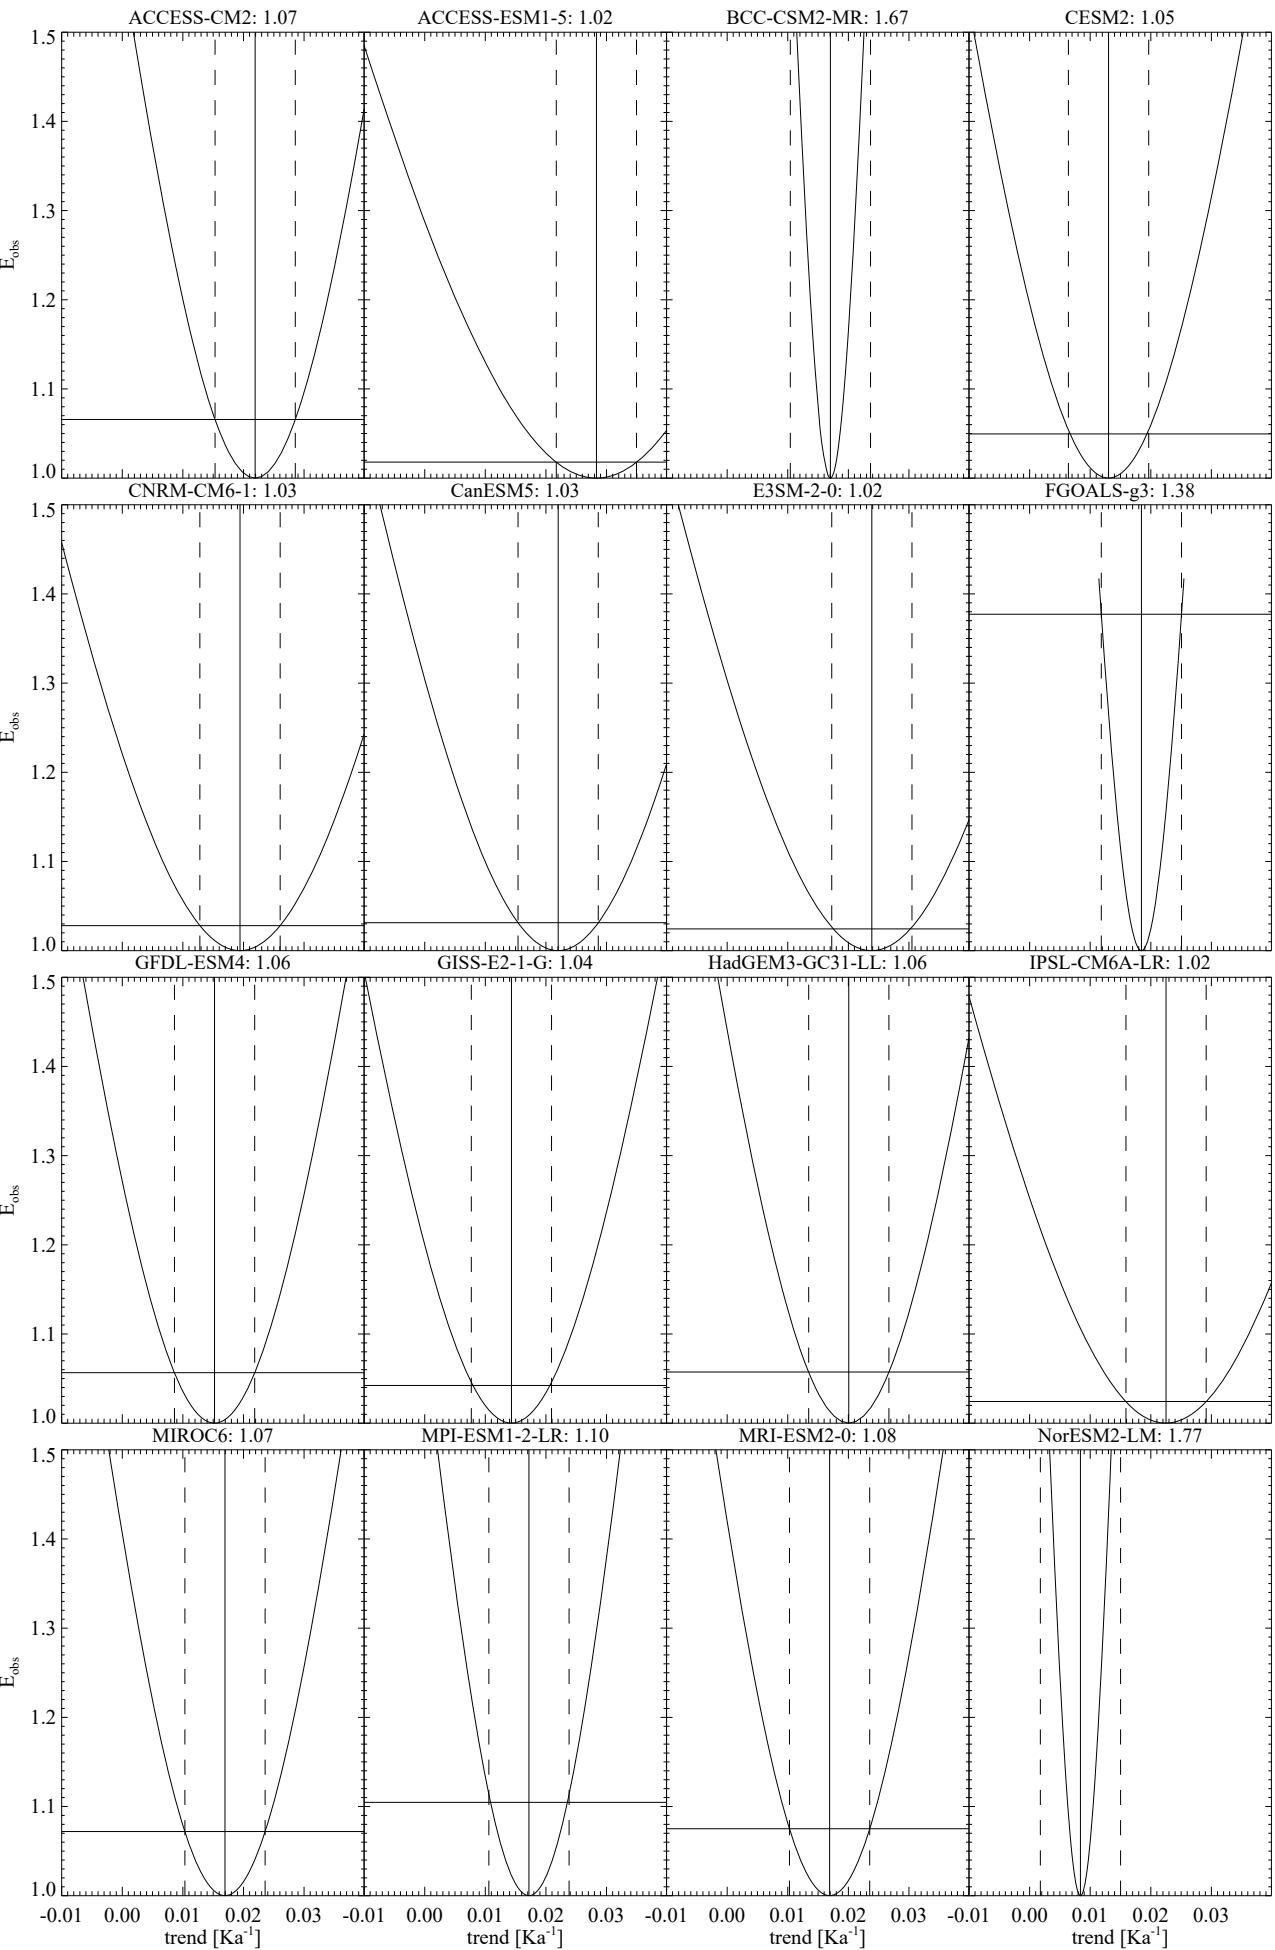 ACCESS-CM2: 1.07 ACCESS-ESM1-5: 1.02 BCC-CSM2-MR: 1.67 CESM2: 1.05
1.5
1.4
1.3
E_obs
1.2
1.1
1.0
CNRM-CM6-1: 1.03 CanESM5: 1.03 E3SM-2-0: 1.02 FGOALS-g3: 1.38
1.5
1.4
1.3
E_obs
1.2
1.1
1.0
GFDL-ESM4: 1.06 GISS-E2-1-G: 1.04 HadGEM3-GC31-LL: 1.06 IPSL-CM6A-LR: 1.02
1.5
1.4
1.3
E_obs
1.2
1.1
1.0
MIROC6: 1.07 MPI-ESM1-2-LR: 1.10 MRI-ESM2-0: 1.08 NorESM2-LM: 1.77
1.5
1.4
1.3
E_obs
1.2
1.1
1.0
-0.01 0.00 0.01 0.02 0.03 -0.01 0.00 0.01 0.02 0.03 -0.01 0.00 0.01 0.02 0.03 -0.01 0.00 0.01 0.02 0.03
trend [Ka⁻¹] trend [Ka⁻¹] trend [Ka⁻¹] trend [Ka⁻¹]